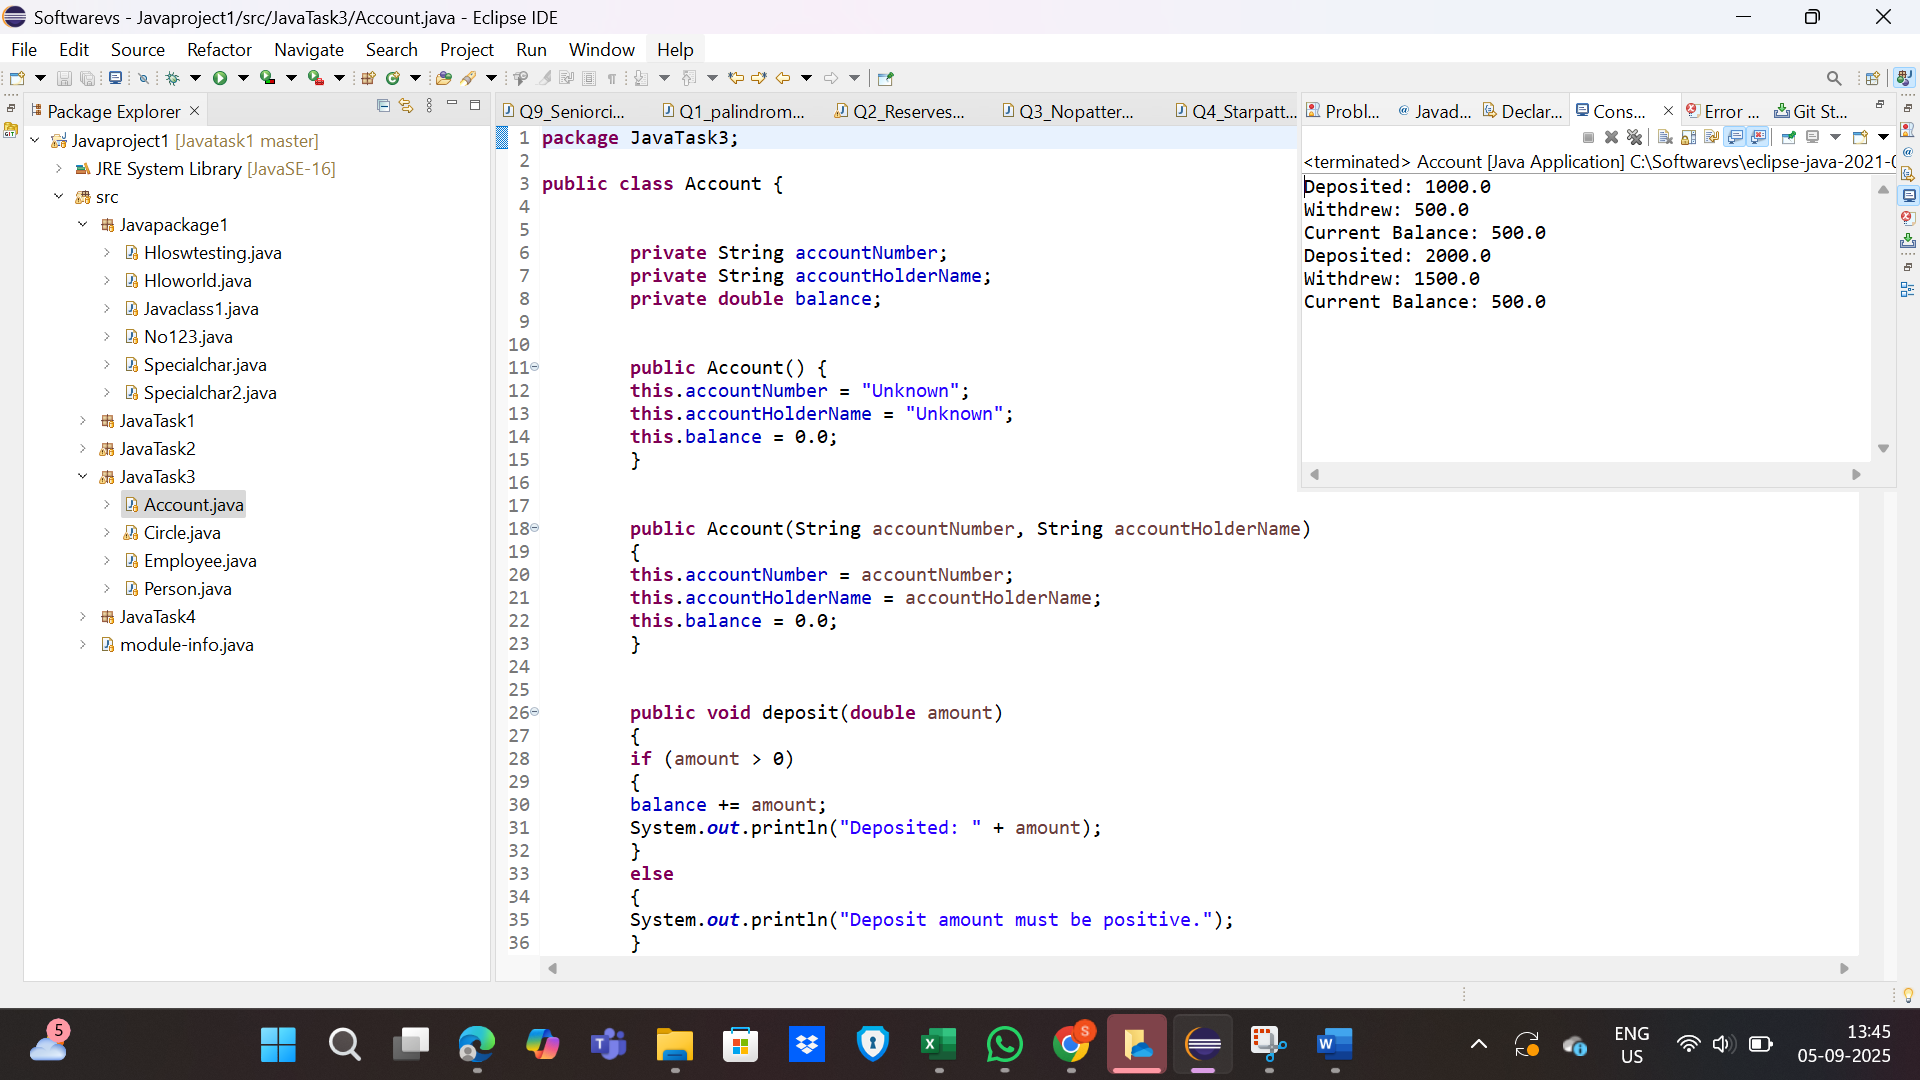 Softwarevs - Javaproject1/src/JavaTask3/Account.java - Eclipse IDE
File Edit Source Refactor Navigate Search Project Run Window Help
Package Explorer
Javaproject1 [Javatask1 master]
JRE System Library [JavaSE-16]
src
Javapackage1
Hloswtesting.java
Hloworld.java
Javaclass1.java
No123.java
Specialchar.java
Specialchar2.java
JavaTask1
JavaTask2
JavaTask3
Account.java
Circle.java
Employee.java
Person.java
JavaTask4
module-info.java
Q9_Seniorci... Q1_palindrom... Q2_Reserves... Q3_Nopatter... Q4_Starpatt...
1 package JavaTask3;
2
3 public class Account {
4
5
6 private String accountNumber;
7 private String accountHolderName;
8 private double balance;
9
10
11 public Account() {
12 this.accountNumber = "Unknown";
13 this.accountHolderName = "Unknown";
14 this.balance = 0.0;
15 }
16
17
18 public Account(String accountNumber, String accountHolderName)
19 {
20 this.accountNumber = accountNumber;
21 this.accountHolderName = accountHolderName;
22 this.balance = 0.0;
23 }
24
25
26 public void deposit(double amount)
27 {
28 if (amount > 0)
29 {
30 balance += amount;
31 System.out.println("Deposited: " + amount);
32 }
33 else
34 {
35 System.out.println("Deposit amount must be positive.");
36 }
Probl... @ Javad... Declar... Cons... Error ... Git St...
<terminated> Account [Java Application] C:\Softwarevs\eclipse-java-2021-0
Deposited: 1000.0
Withdrew: 500.0
Current Balance: 500.0
Deposited: 2000.0
Withdrew: 1500.0
Current Balance: 500.0
5
S
ENG
US
13:45
05-09-2025